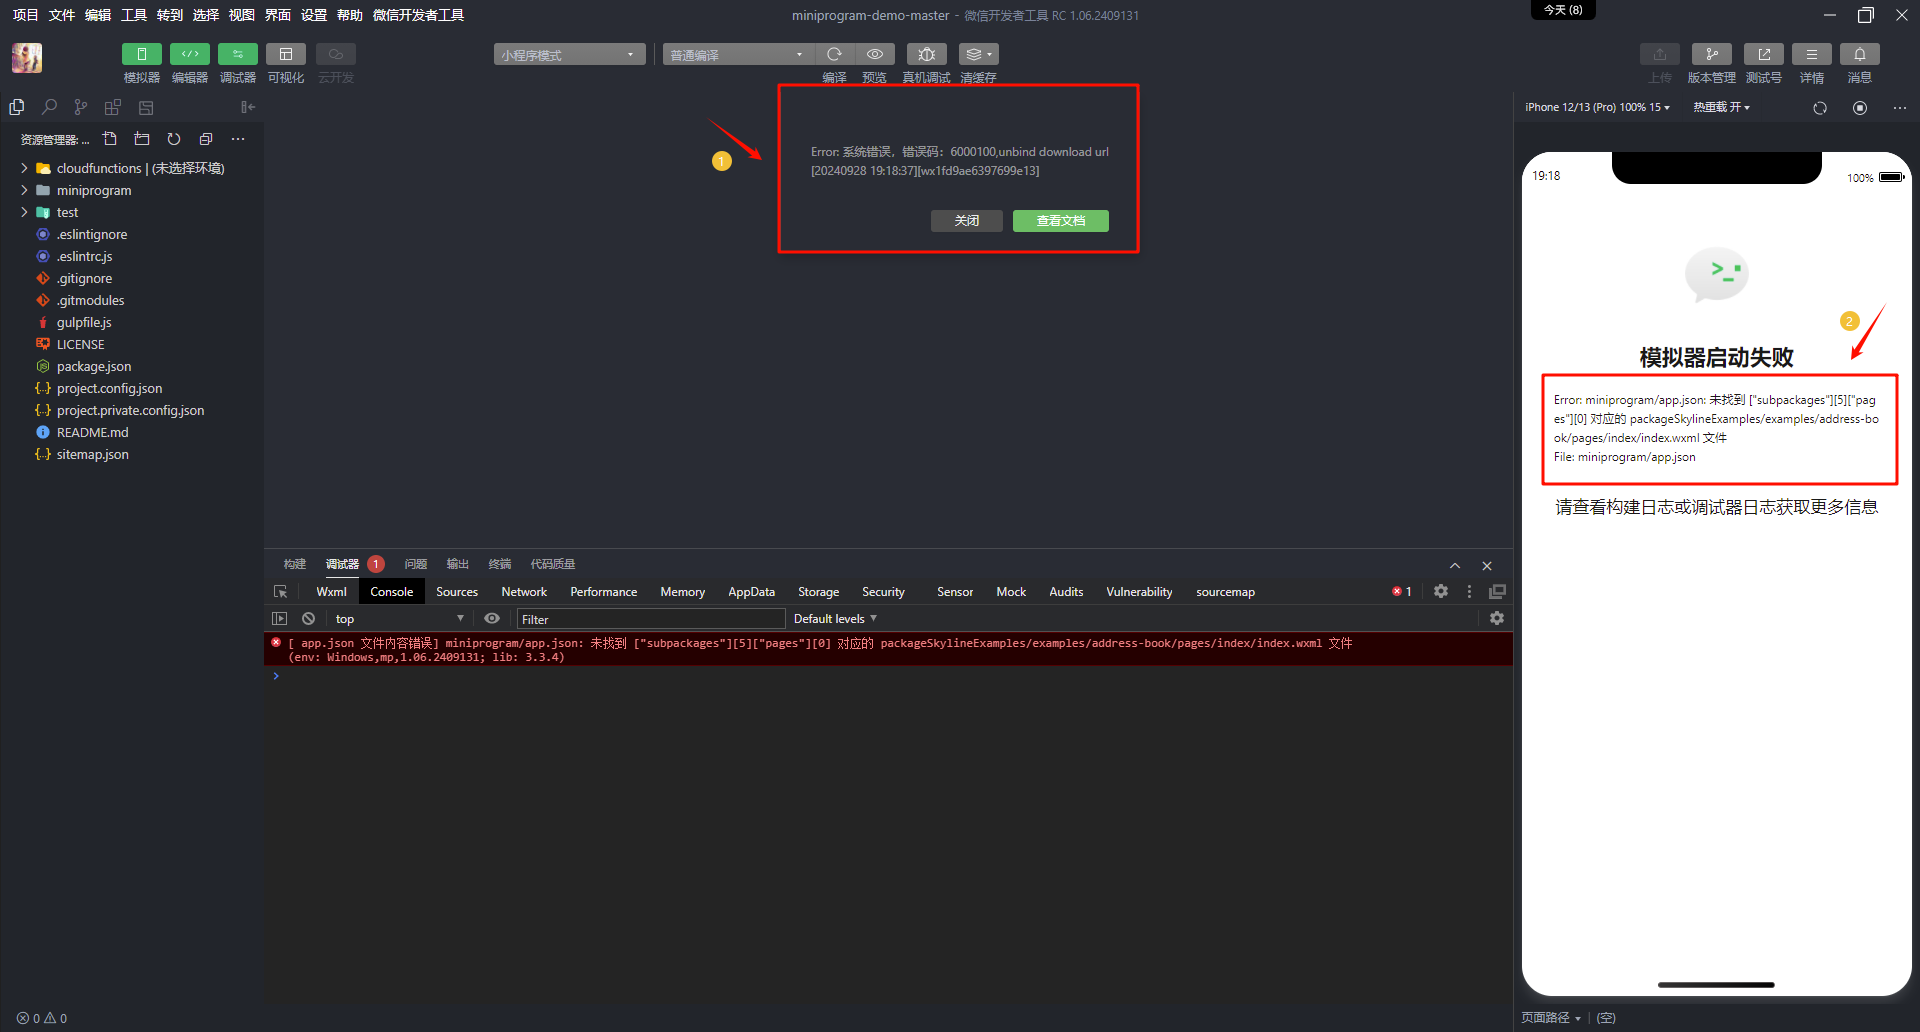 项目 文件 编辑 工具 转到 选择 视图 界面 设置 帮助 微信开发者工具
miniprogram-demo-master - 微信开发者工具 RC 1.06.2409131
今天 (8)
模拟器 编辑器 调试器 可视化 云开发
小程序模式
普通编译
编译 预览 真机调试 清缓存
上传 版本管理 测试号 详情 消息
资源管理器: ...
cloudfunctions | (未选择环境)
miniprogram
test
.eslintignore
.eslintrc.js
.gitignore
.gitmodules
gulpfile.js
LICENSE
package.json
project.config.json
project.private.config.json
README.md
sitemap.json
0 0
1
Error: 系统错误，错误码：6000100,unbind download url
[20240928 19:18:37][wx1fd9ae6397699e13]
关闭 查看文档
构建 调试器 1 问题 输出 终端 代码质量
Wxml Console Sources Network Performance Memory AppData Storage Security Sensor Mock Audits Vulnerability sourcemap 1
top Filter Default levels
[ app.json 文件内容错误] miniprogram/app.json: 未找到 ["subpackages"][5]["pages"][0] 对应的 packageSkylineExamples/examples/address-book/pages/index/index.wxml 文件
(env: Windows,mp,1.06.2409131; lib: 3.3.4)
iPhone 12/13 (Pro) 100% 15 热重载 开
19:18 100%
2
模拟器启动失败
Error: miniprogram/app.json: 未找到 ["subpackages"][5]["pag
es"][0] 对应的 packageSkylineExamples/examples/address-bo
ok/pages/index/index.wxml 文件
File: miniprogram/app.json
请查看构建日志或调试器日志获取更多信息
页面路径 | (空)